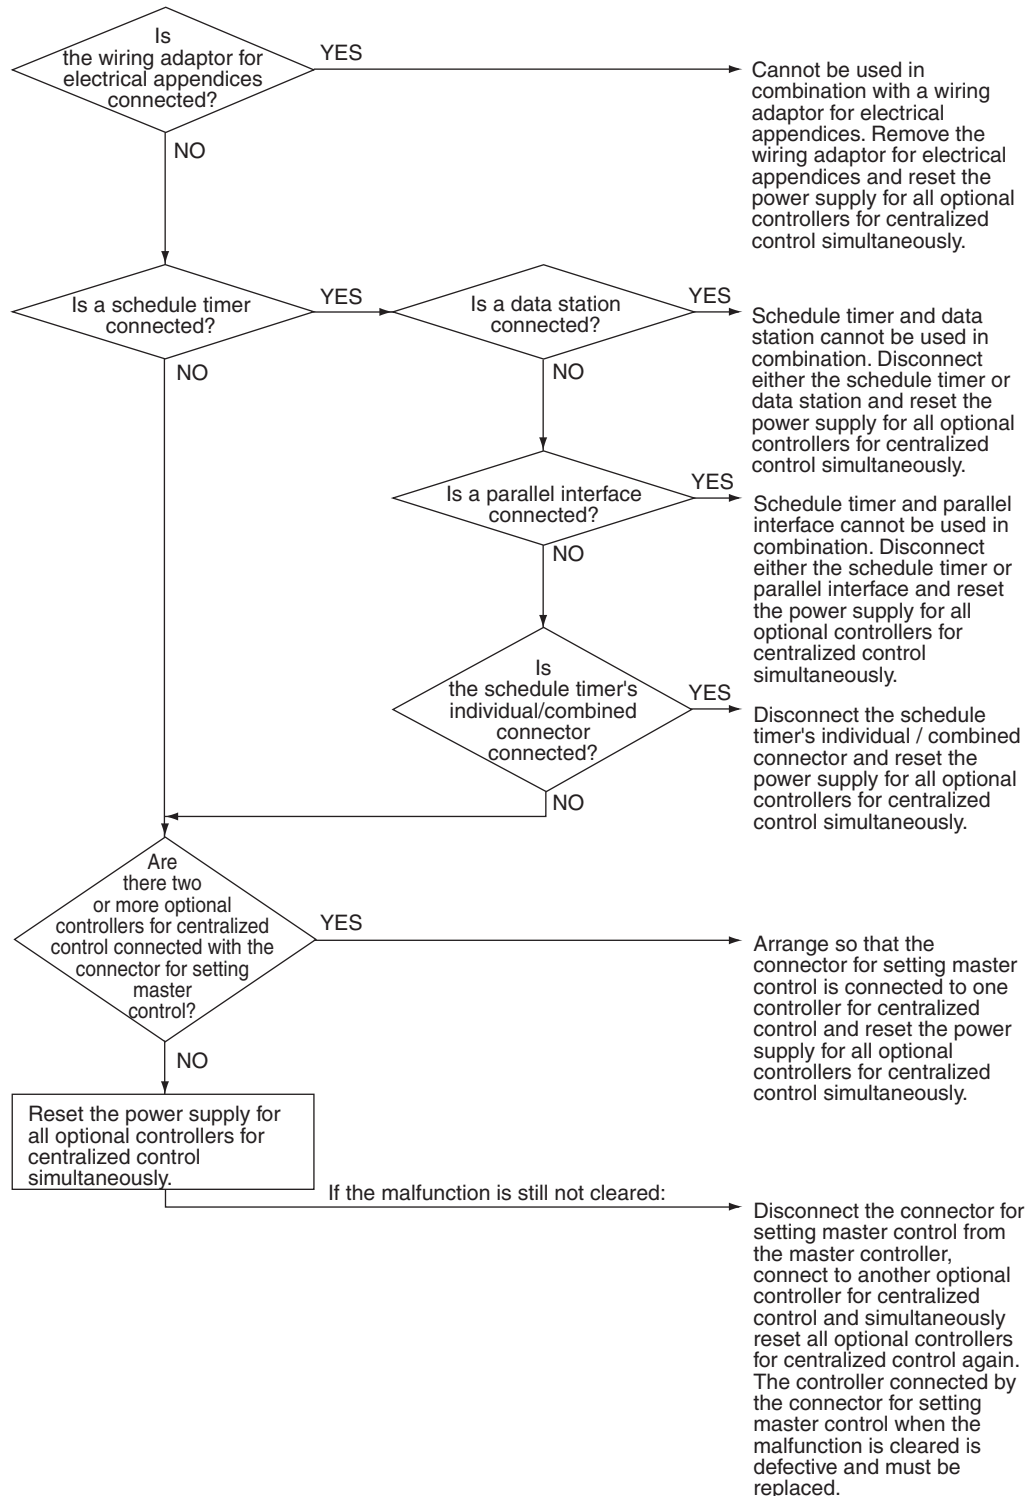 Is
the wiring adaptor for
electrical appendices
connected?
YES
Cannot be used in
combination with a wiring
adaptor for electrical
appendices. Remove the
wiring adaptor for electrical
appendices and reset the
power supply for all optional
controllers for centralized
control simultaneously.
NO
Is a schedule timer
connected?
YES
Is a data station
connected?
YES
Schedule timer and data
station cannot be used in
combination. Disconnect
either the schedule timer or
data station and reset the
power supply for all optional
controllers for centralized
control simultaneously.
NO
NO
Is a parallel interface
connected?
YES
Schedule timer and parallel
interface cannot be used in
combination. Disconnect
either the schedule timer or
parallel interface and reset
the power supply for all
optional controllers for
centralized control
simultaneously.
NO
Is
the schedule timer's
individual/combined
connector
connected?
YES
Disconnect the schedule
timer's individual / combined
connector and reset the
power supply for all optional
controllers for centralized
control simultaneously.
NO
Are
there two
or more optional
controllers for centralized
control connected with the
connector for setting
master
control?
YES
Arrange so that the
connector for setting master
control is connected to one
controller for centralized
control and reset the power
supply for all optional
controllers for centralized
control simultaneously.
NO
Reset the power supply for
all optional controllers for
centralized control
simultaneously.
If the malfunction is still not cleared:
Disconnect the connector for
setting master control from
the master controller,
connect to another optional
controller for centralized
control and simultaneously
reset all optional controllers
for centralized control again.
The controller connected by
the connector for setting
master control when the
malfunction is cleared is
defective and must be
replaced.